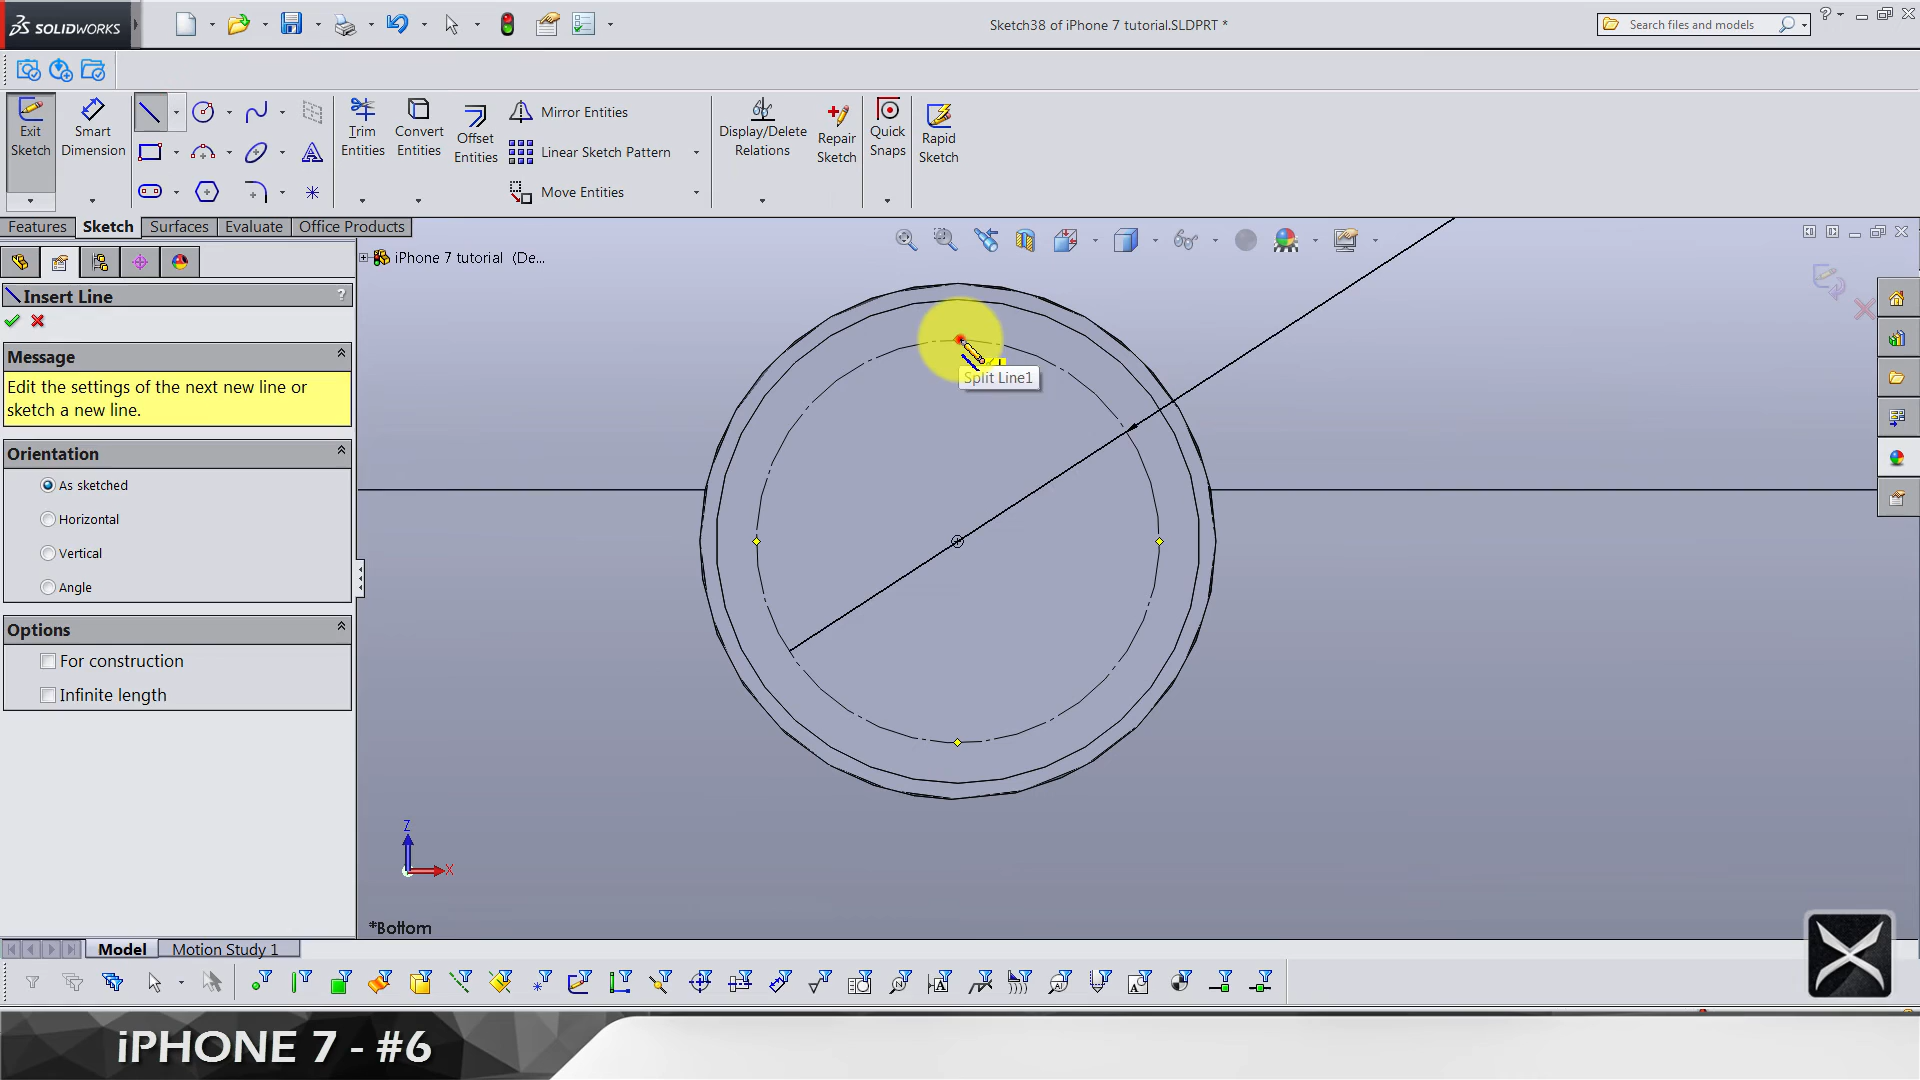 SOLIDWORKS
Sketch38 of iPhone 7 tutorial.SLDPRT *
Search files and models
?
Exit
Sketch
Smart
Dimension
Trim
Entities
Convert
Entities
Offset
Entities
Mirror Entities
Linear Sketch Pattern
Move Entities
Display/Delete
Relations
Repair
Sketch
Quick
Snaps
Rapid
Sketch
Features
Sketch
Surfaces
Evaluate
Office Products
iPhone 7 tutorial (De...
Insert Line
?
Message
Edit the settings of the next new line or
sketch a new line.
Orientation
As sketched
Horizontal
Vertical
Angle
Options
For construction
Infinite length
Split Line1
Z
X
*Bottom
Model
Motion Study 1
iPHONE 7 - #6